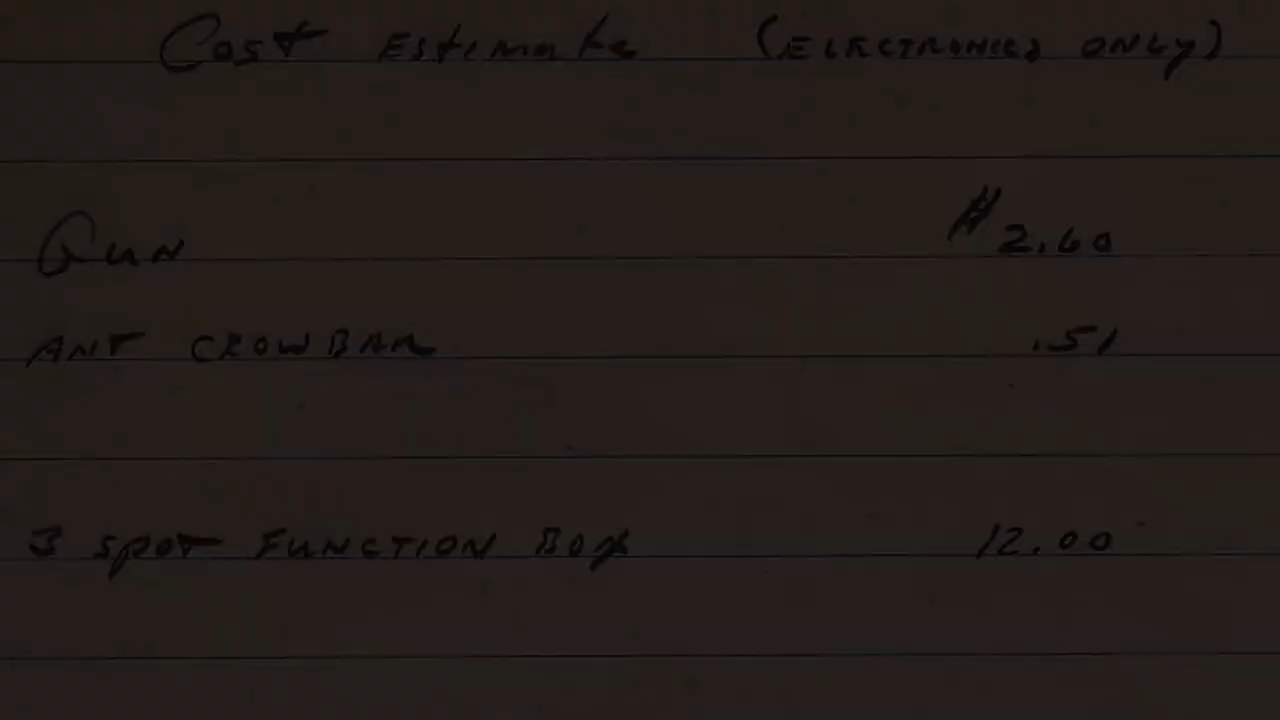 Cost Estimate (ELECTRONICS ONLY)
Gun $2.60
ANT CROWBAR .51
3 SPOT FUNCTION BOX 12.00